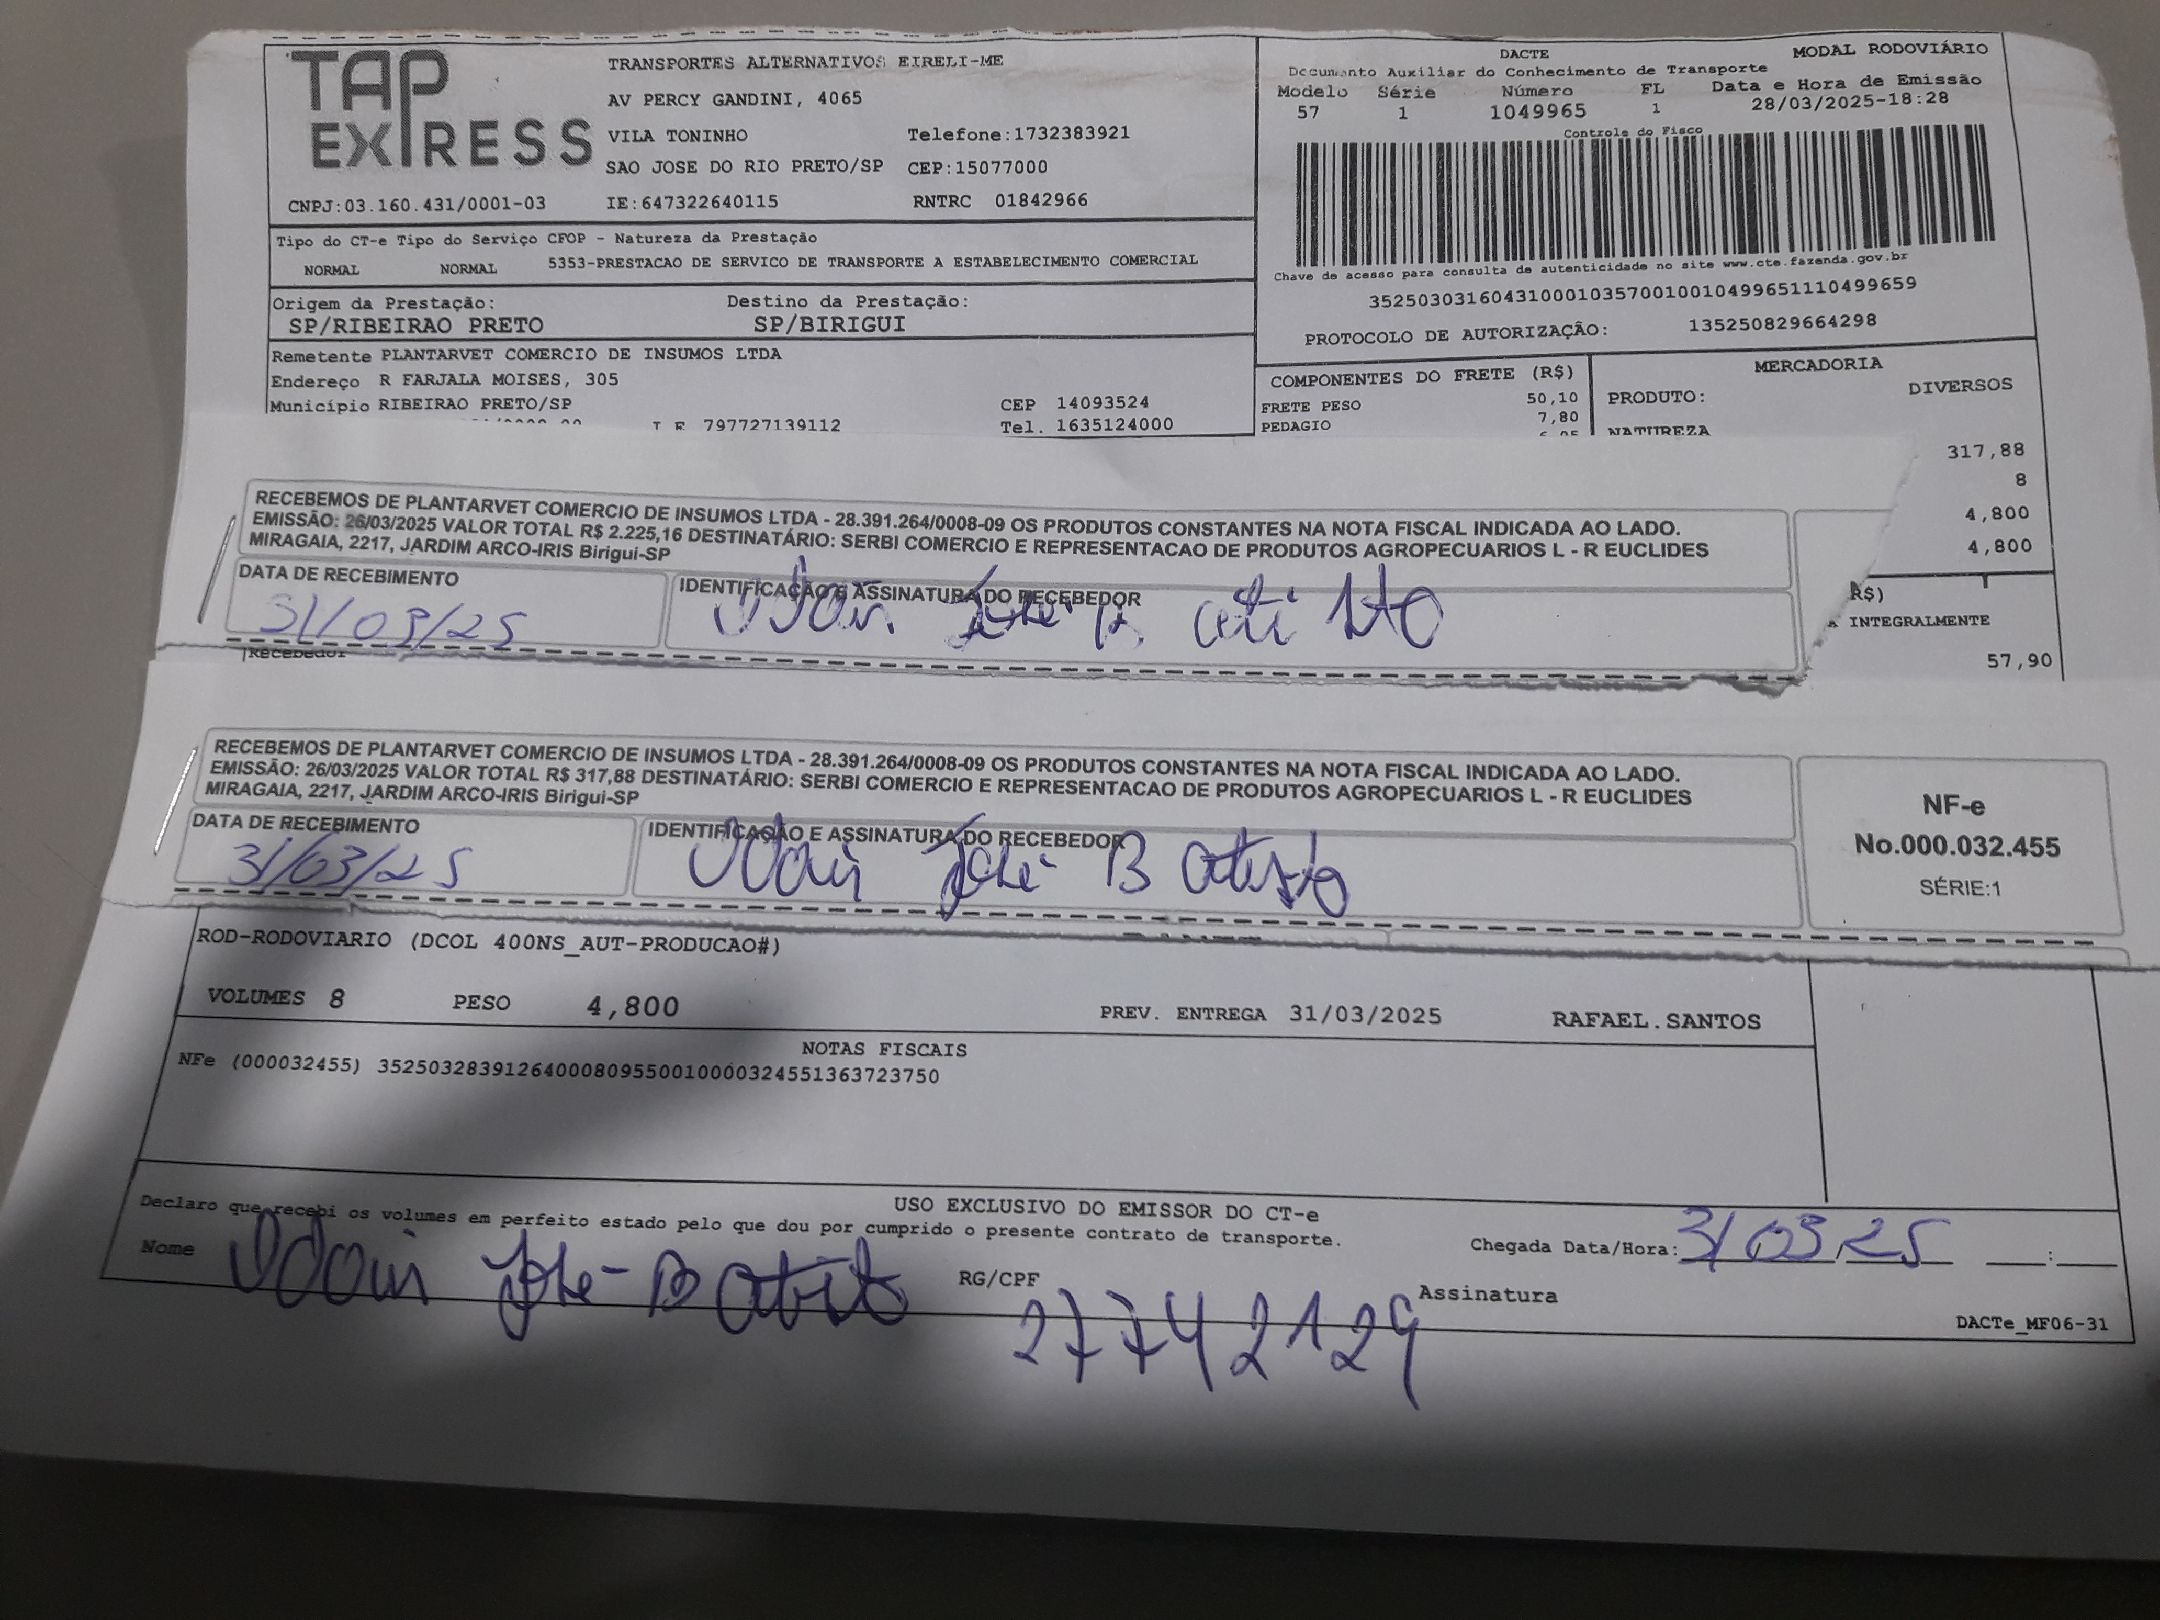 TAP EXPRESS
TRANSPORTES ALTERNATIVOS EIRELI-ME
AV PERCY GANDINI, 4065
VILA TONINHO Telefone:1732383921
SAO JOSE DO RIO PRETO/SP CEP:15077000
CNPJ:03.160.431/0001-03 IE:647322640115 RNTRC 01842966
DACTE MODAL RODOVIÁRIO
Documento Auxiliar do Conhecimento de Transporte
Modelo Série Número FL Data e Hora de Emissão
57 1 1049965 1 28/03/2025-18:28
Controle do Fisco
Chave de acesso para consulta de autenticidade no site www.cte.fazenda.gov.br
35250303160431000103570010010499651110499659
PROTOCOLO DE AUTORIZAÇÃO: 135250829664298
Tipo do CT-e Tipo do Serviço CFOP - Natureza da Prestação
NORMAL NORMAL 5353-PRESTACAO DE SERVICO DE TRANSPORTE A ESTABELECIMENTO COMERCIAL
Origem da Prestação: Destino da Prestação:
SP/RIBEIRAO PRETO SP/BIRIGUI
Remetente PLANTARVET COMERCIO DE INSUMOS LTDA
Endereço R FARJALA MOISES, 305
Município RIBEIRAO PRETO/SP CEP 14093524
797727139112 Tel. 1635124000
COMPONENTES DO FRETE (R$)
FRETE PESO 50,10
PEDAGIO 7,80
MERCADORIA
PRODUTO: DIVERSOS
NATUREZA
317,88
8
4,800
4,800
R$)
INTEGRALMENTE
57,90
RECEBEMOS DE PLANTARVET COMERCIO DE INSUMOS LTDA - 28.391.264/0008-09 OS PRODUTOS CONSTANTES NA NOTA FISCAL INDICADA AO LADO.
EMISSÃO: 26/03/2025 VALOR TOTAL R$ 2.225,16 DESTINATÁRIO: SERBI COMERCIO E REPRESENTACAO DE PRODUTOS AGROPECUARIOS L - R EUCLIDES
MIRAGAIA, 2217, JARDIM ARCO-IRIS Birigui-SP
DATA DE RECEBIMENTO IDENTIFICAÇÃO E ASSINATURA DO RECEBEDOR
31/03/25
Recebedor
RECEBEMOS DE PLANTARVET COMERCIO DE INSUMOS LTDA - 28.391.264/0008-09 OS PRODUTOS CONSTANTES NA NOTA FISCAL INDICADA AO LADO.
EMISSÃO: 26/03/2025 VALOR TOTAL R$ 317,88 DESTINATÁRIO: SERBI COMERCIO E REPRESENTACAO DE PRODUTOS AGROPECUARIOS L - R EUCLIDES
MIRAGAIA, 2217, JARDIM ARCO-IRIS Birigui-SP
DATA DE RECEBIMENTO IDENTIFICAÇÃO E ASSINATURA DO RECEBEDOR
31/03/25 José Batista
NF-e
No.000.032.455
SÉRIE:1
ROD-RODOVIARIO (DCOL 400NS_AUT-PRODUCAO#)
VOLUMES 8 PESO 4,800 PREV. ENTREGA 31/03/2025 RAFAEL.SANTOS
NOTAS FISCAIS
NFe (000032455) 35250328391264000809550010000324551363723750
USO EXCLUSIVO DO EMISSOR DO CT-e
Declaro que recebi os volumes em perfeito estado pelo que dou por cumprido o presente contrato de transporte.
Nome José Batista RG/CPF 27742129 Assinatura
Chegada Data/Hora: 31/03/25 :
DACTe_MF06-31